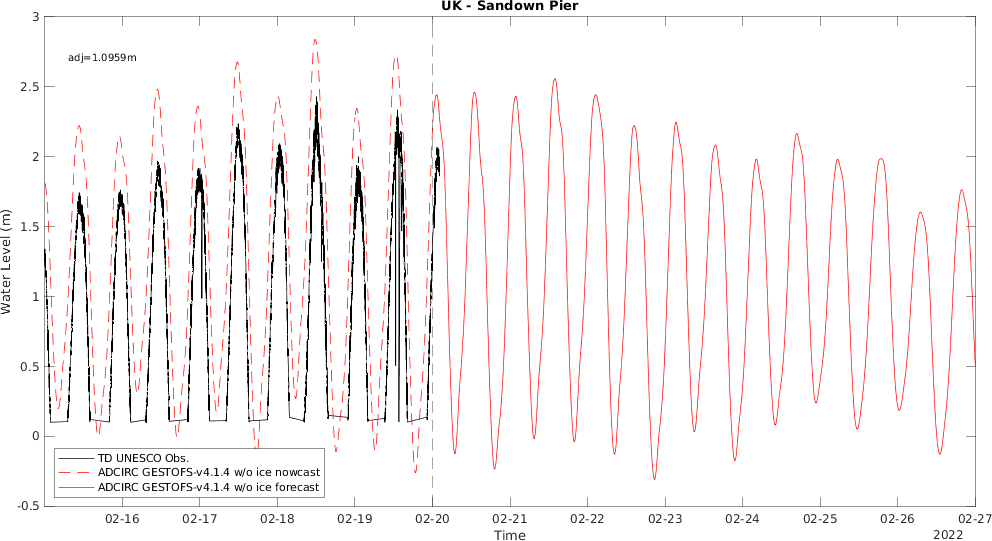 UK - Sandown Pier
adj=1.0959m
Water Level (m)
3
2.5
2
1.5
1
0.5
0
-0.5
TD UNESCO Obs.
ADCIRC GESTOFS-v4.1.4 w/o ice nowcast
ADCIRC GESTOFS-v4.1.4 w/o ice forecast
02-16 02-17 02-18 02-19 02-20 02-21 02-22 02-23 02-24 02-25 02-26 02-27
Time
2022